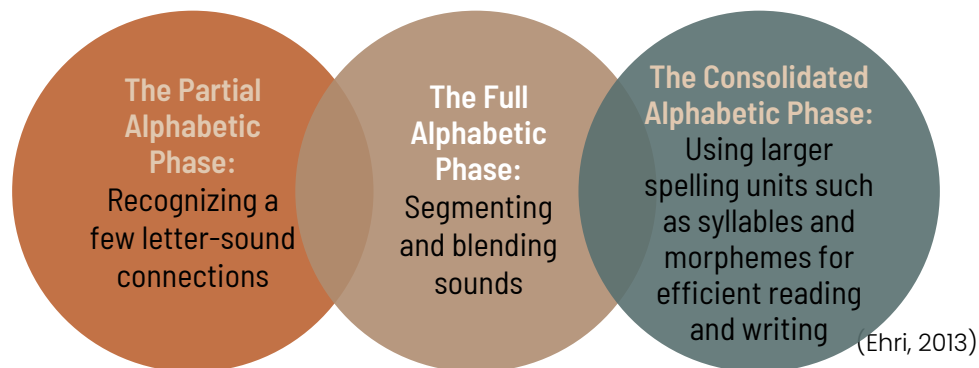 The Partial
Alphabetic
Phase:
Recognizing a
few letter-sound
connections
The Full
Alphabetic
Phase:
Segmenting
and blending
sounds
The Consolidated
Alphabetic Phase:
Using larger
spelling units such
as syllables and
morphemes for
efficient reading
and writing
(Ehri, 2013)